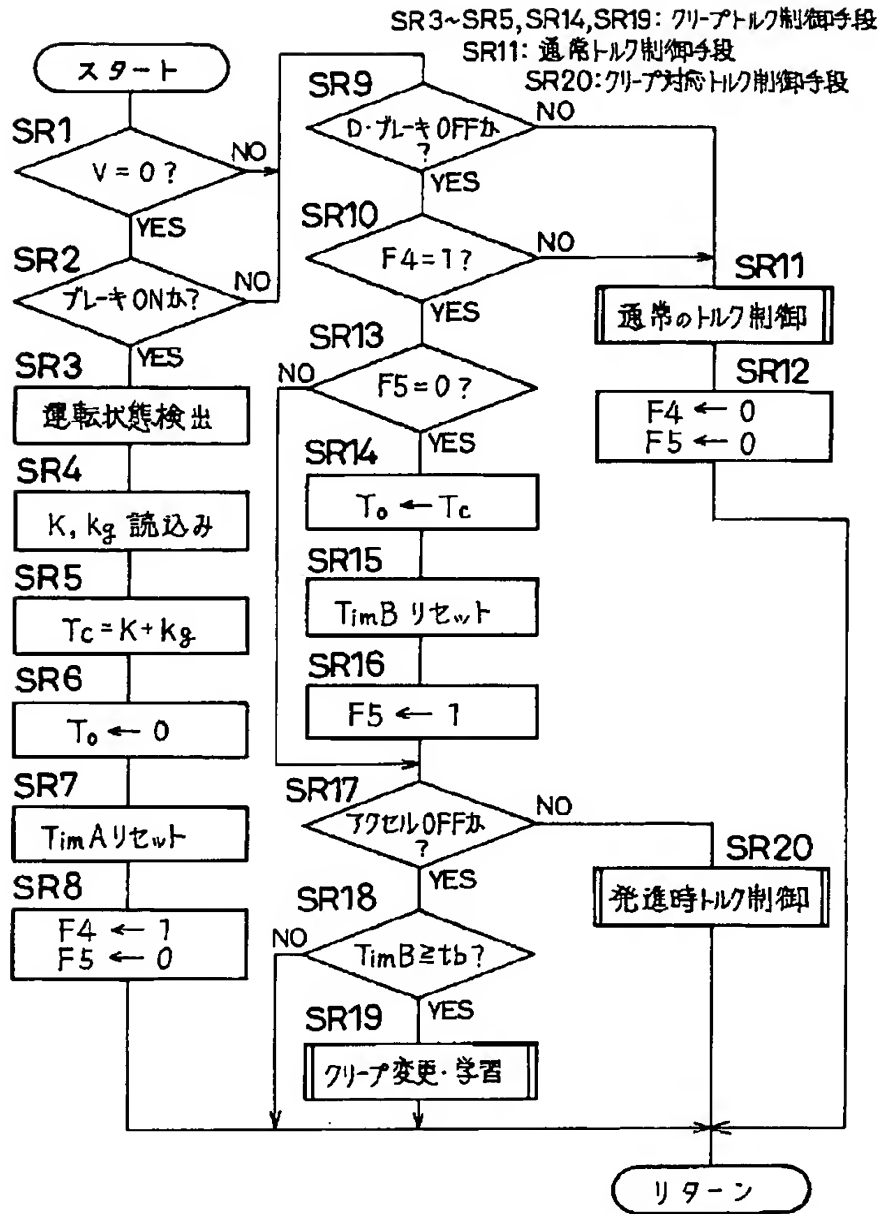 SR3~SR5,SR14,SR19: クリープトルク制御手段
SR11: 通常トルク制御手段
SR20:クリープ対応トルク制御手段
スタート
SR1
V=0?
NO
YES
SR2
ブレーキONか?
NO
YES
SR3
運転状態検出
SR4
K, kg 読込み
SR5
Tc=K+kg
SR6
To ← 0
SR7
TimAリセット
SR8
F4 ← 1
F5 ← 0
SR9
D・ブレーキOFFか
?
NO
YES
SR10
F4=1?
NO
YES
SR11
通常のトルク制御
SR12
F4 ← 0
F5 ← 0
SR13
NO
F5=0?
YES
SR14
To ← Tc
SR15
TimB リセット
SR16
F5 ← 1
SR17
アクセルOFFか
?
NO
YES
SR18
NO
TimB≧tb?
YES
SR19
クリープ変更・学習
SR20
発進時トルク制御
リターン